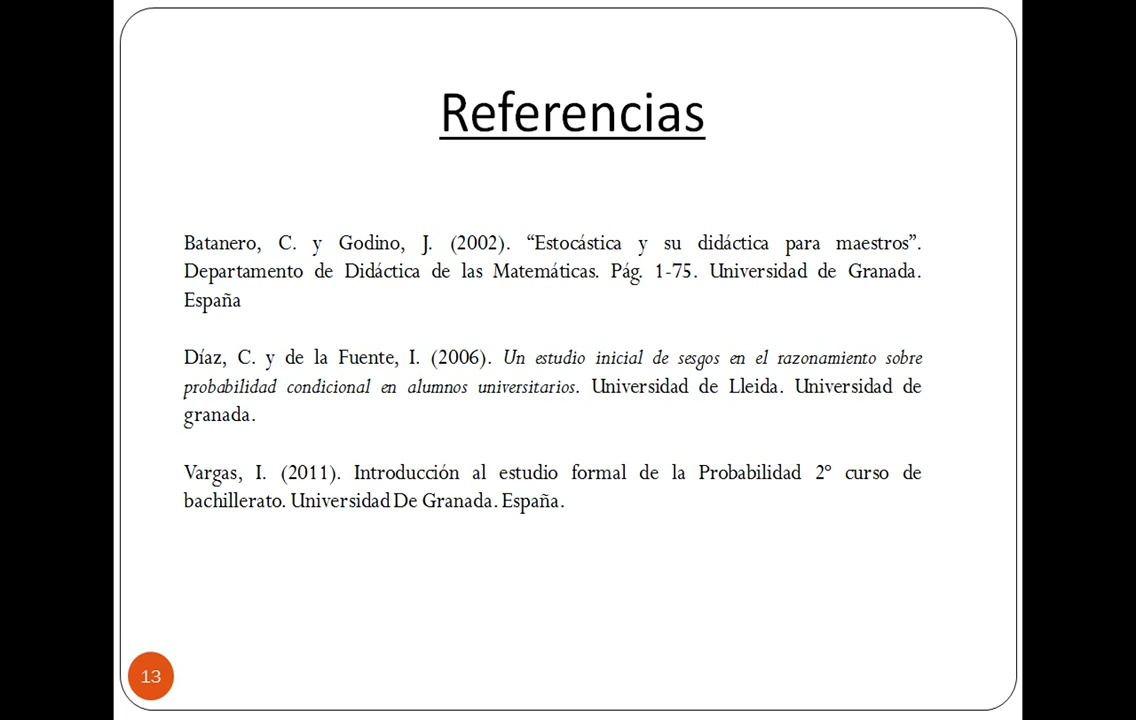 Referencias
Batanero, C. y Godino, J. (2002). “Estocástica y su didáctica para maestros”.
Departamento de Didáctica de las Matemáticas. Pág. 1-75. Universidad de Granada.
España
Díaz, C. y de la Fuente, I. (2006). Un estudio inicial de sesgos en el razonamiento sobre
probabilidad condicional en alumnos universitarios. Universidad de Lleida. Universidad de
granada.
Vargas, I. (2011). Introducción al estudio formal de la Probabilidad 2º curso de
bachillerato. Universidad De Granada. España.
13